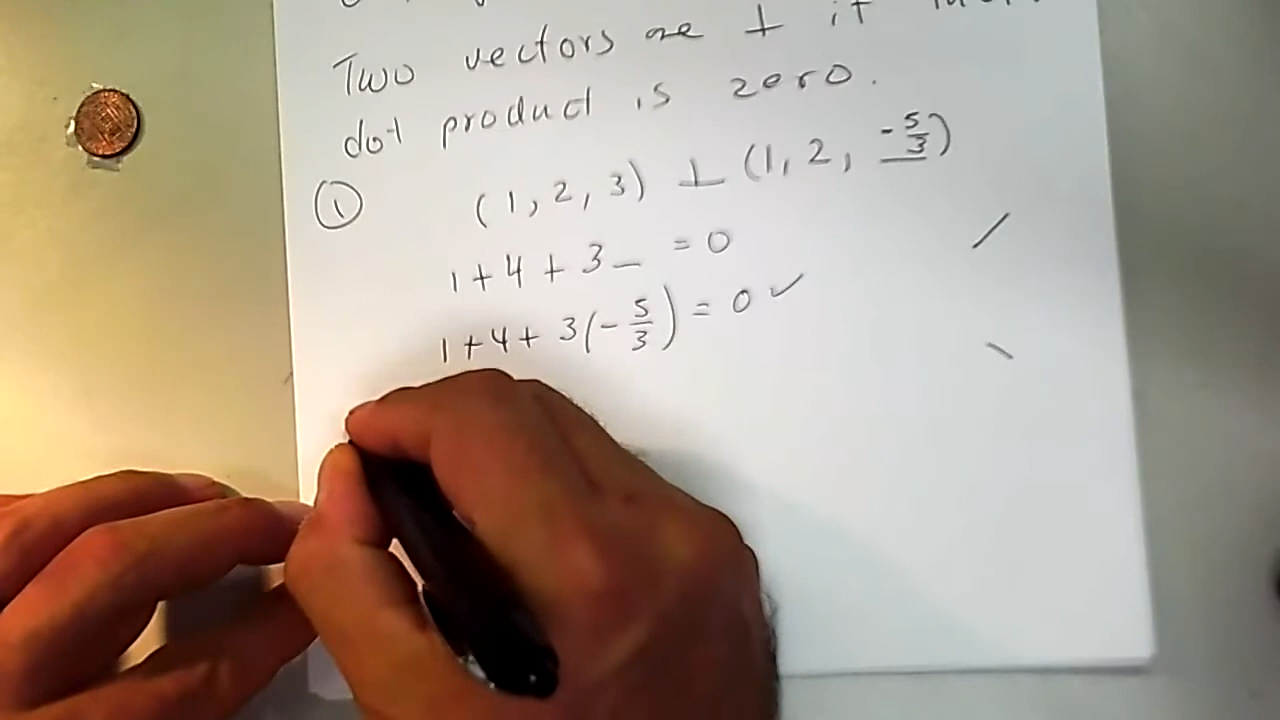 Two vectors are ⊥ if
dot product is zero.
① (1, 2, 3) ⊥ (1, 2, -5/3)
1 + 4 + 3_ = 0
1 + 4 + 3(-5/3) = 0 ✓